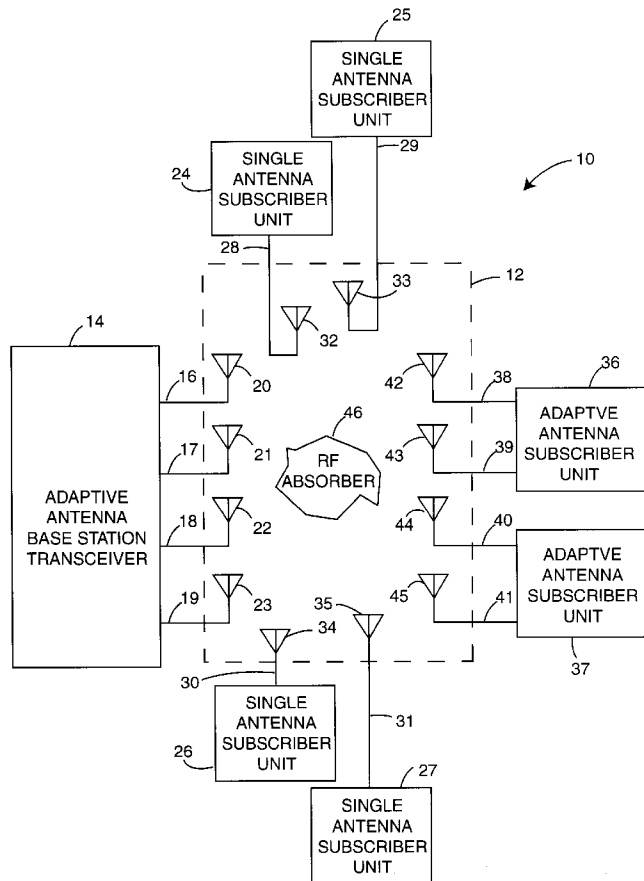 25
SINGLE
ANTENNA
SUBSCRIBER
UNIT
29
10
24
SINGLE
ANTENNA
SUBSCRIBER
UNIT
28
12
33
32
14
16
20
42
38
36
46
ADAPTVE
ANTENNA
SUBSCRIBER
UNIT
17
21
RF
ABSORBER
43
39
ADAPTIVE
ANTENNA
BASE STATION
TRANSCEIVER
18
22
44
40
ADAPTVE
ANTENNA
SUBSCRIBER
UNIT
19
23
35
45
41
34
37
30
31
26
SINGLE
ANTENNA
SUBSCRIBER
UNIT
27
SINGLE
ANTENNA
SUBSCRIBER
UNIT